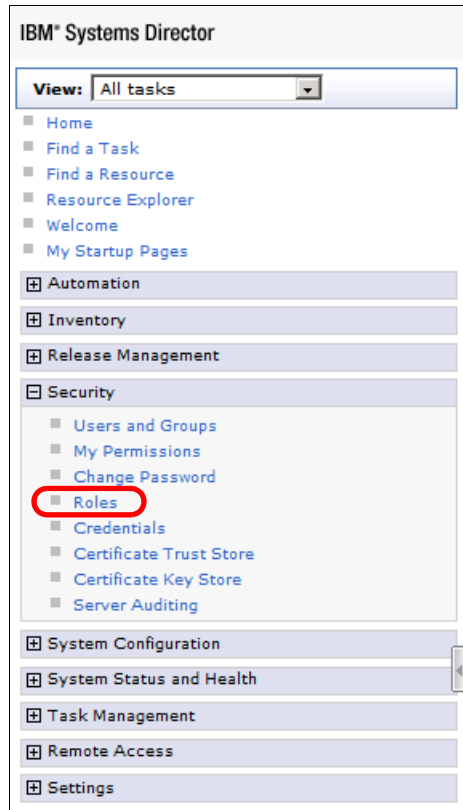 IBM® Systems Director
View: All tasks
Home
Find a Task
Find a Resource
Resource Explorer
Welcome
My Startup Pages
Automation
Inventory
Release Management
Security
Users and Groups
My Permissions
Change Password
Roles
Credentials
Certificate Trust Store
Certificate Key Store
Server Auditing
System Configuration
System Status and Health
Task Management
Remote Access
Settings